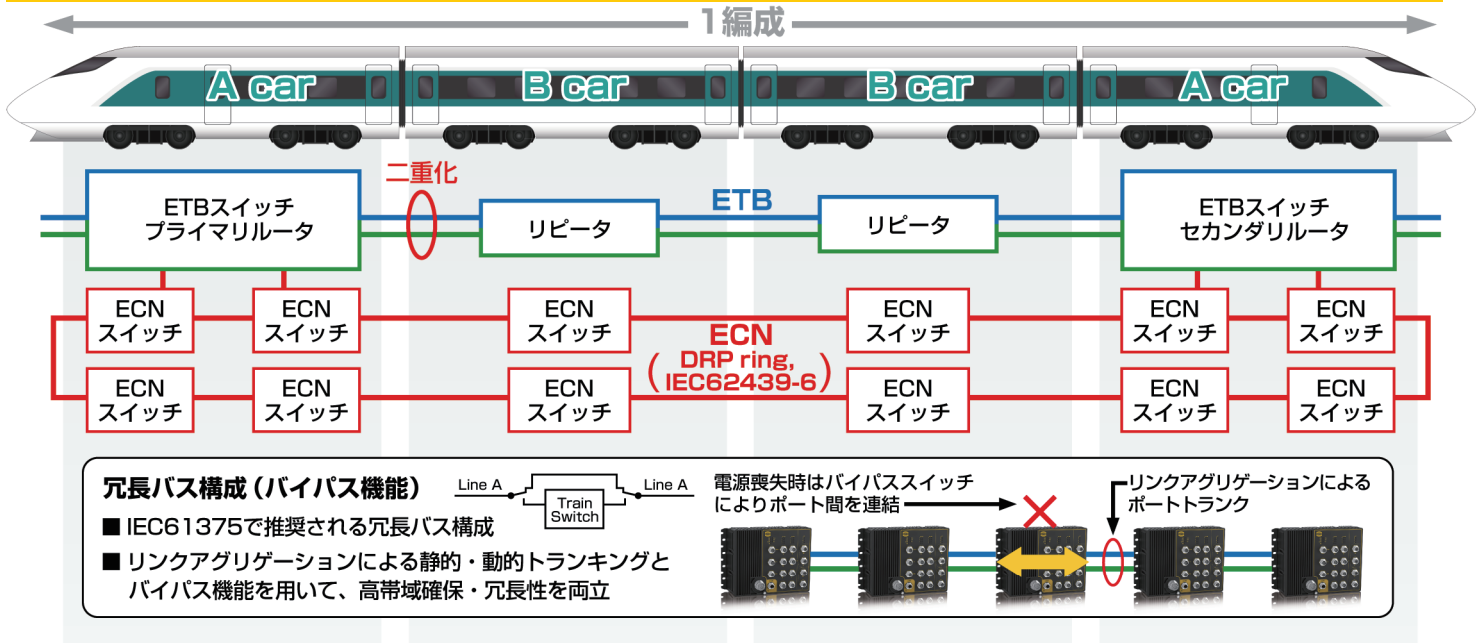 1編成
A car
B car
B car
A car
二重化
ETB
ETBスイッチ
プライマリルータ
リピータ
リピータ
ETBスイッチ
セカンダリルータ
ECN
スイッチ
ECN
スイッチ
ECN
スイッチ
ECN
スイッチ
ECN
スイッチ
ECN
スイッチ
ECN
(DRP ring,
IEC62439-6)
ECN
スイッチ
ECN
スイッチ
ECN
スイッチ
ECN
スイッチ
ECN
スイッチ
ECN
スイッチ
冗長バス構成(バイパス機能)
Line A
Train
Switch
Line A
■ IEC61375で推奨される冗長バス構成
■ リンクアグリゲーションによる静的・動的トランキングと
バイパス機能を用いて、高帯域確保・冗長性を両立
電源喪失時はバイパススイッチ
によりポート間を連結
リンクアグリゲーションによる
ポートトランク